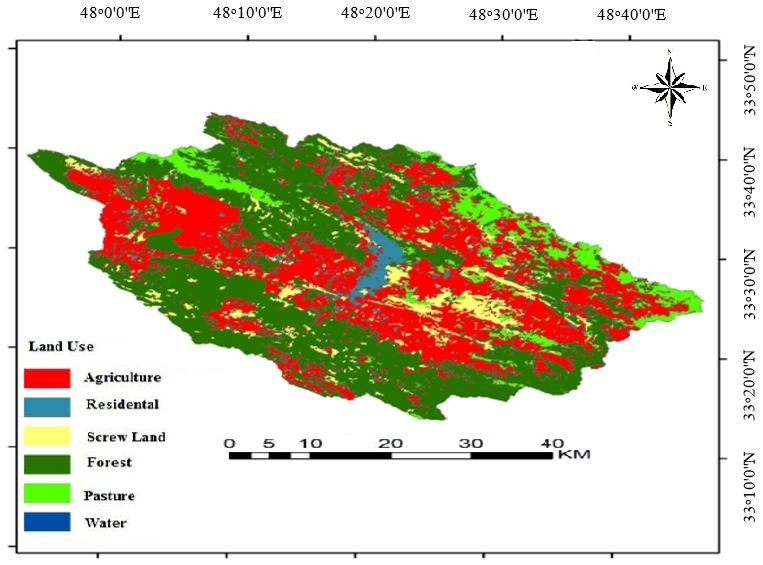 48°0'0"E 48°10'0"E 48°20'0"E 48°30'0"E 48°40'0"E
N
W E
S
33°50'0"N
33°40'0"N
33°30'0"N
33°20'0"N
33°10'0"N
Land Use
Agriculture
Residental
Screw Land
Forest
Pasture
Water
0 5 10 20 30 40
KM